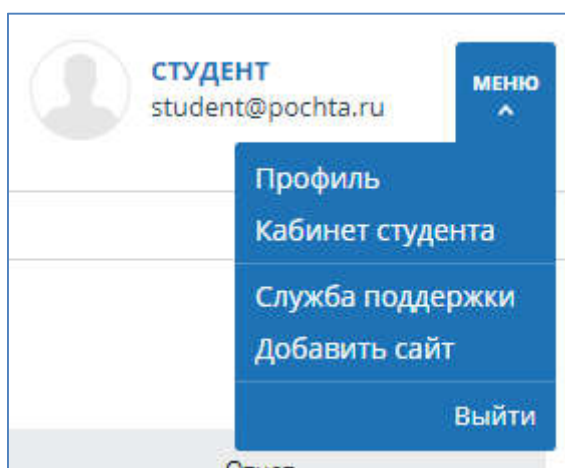 СТУДЕНТ
student@pochta.ru
МЕНЮ
Профиль
Кабинет студента
Служба поддержки
Добавить сайт
Выйти